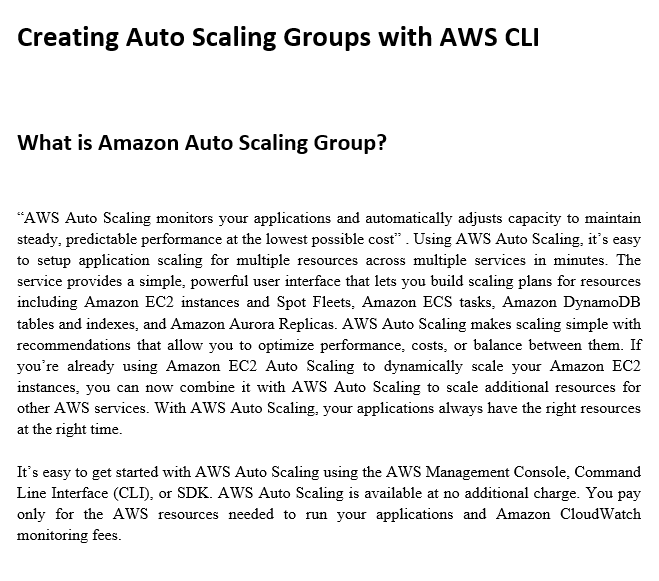 Creating Auto Scaling Groups with AWS CLI
What is Amazon Auto Scaling Group?
“AWS Auto Scaling monitors your applications and automatically adjusts capacity to maintain
steady, predictable performance at the lowest possible cost” . Using AWS Auto Scaling, it’s easy
to setup application scaling for multiple resources across multiple services in minutes. The
service provides a simple, powerful user interface that lets you build scaling plans for resources
including Amazon EC2 instances and Spot Fleets, Amazon ECS tasks, Amazon DynamoDB
tables and indexes, and Amazon Aurora Replicas. AWS Auto Scaling makes scaling simple with
recommendations that allow you to optimize performance, costs, or balance between them. If
you’re already using Amazon EC2 Auto Scaling to dynamically scale your Amazon EC2
instances, you can now combine it with AWS Auto Scaling to scale additional resources for
other AWS services. With AWS Auto Scaling, your applications always have the right resources
at the right time.
It’s easy to get started with AWS Auto Scaling using the AWS Management Console, Command
Line Interface (CLI), or SDK. AWS Auto Scaling is available at no additional charge. You pay
only for the AWS resources needed to run your applications and Amazon CloudWatch
monitoring fees.